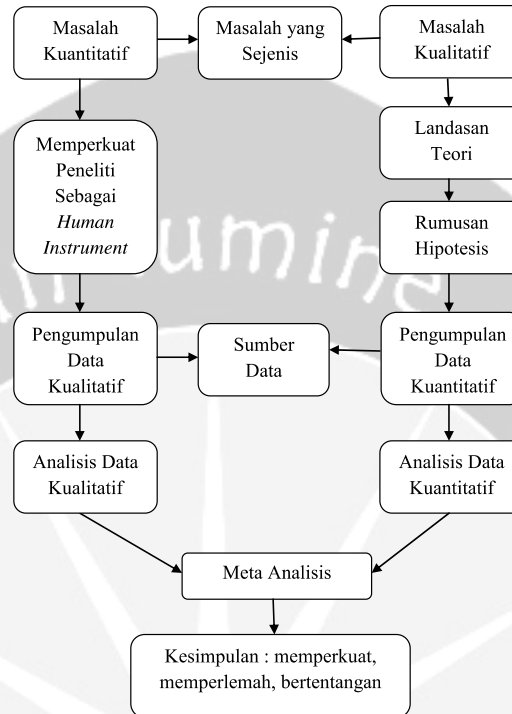 Masalah
Kuantitatif
Masalah yang
Sejenis
Masalah
Kualitatif
Memperkuat
Peneliti
Sebagai
Human
Instrument
Landasan
Teori
Rumusan
Hipotesis
Pengumpulan
Data
Kualitatif
Sumber
Data
Pengumpulan
Data
Kuantitatif
Analisis Data
Kualitatif
Analisis Data
Kuantitatif
Meta Analisis
Kesimpulan : memperkuat,
memperlemah, bertentangan